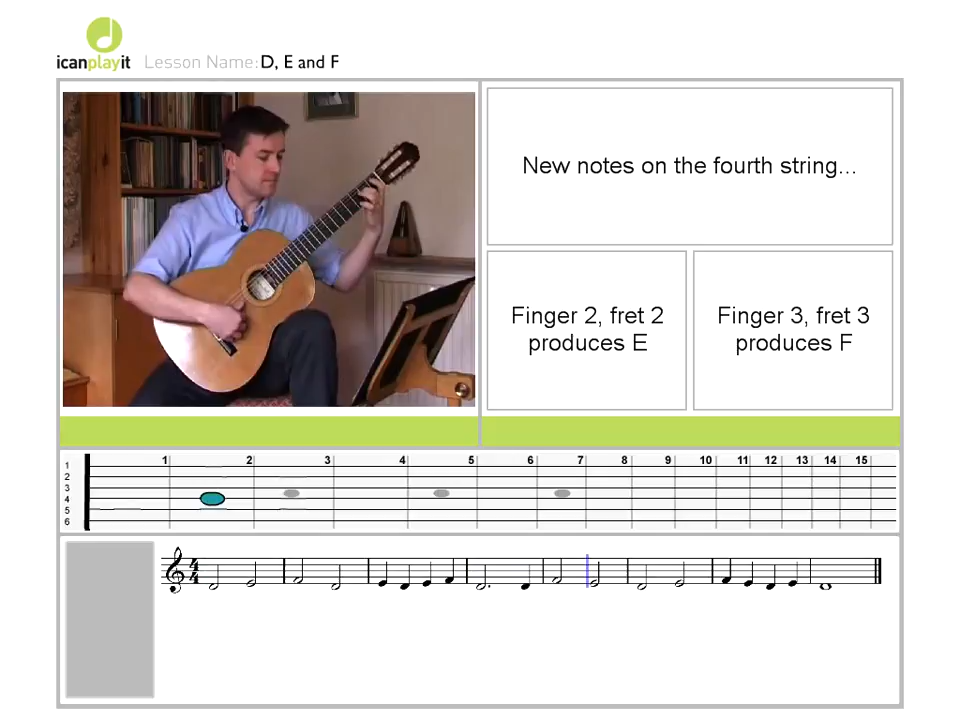 icanplayit Lesson Name: D, E and F
New notes on the fourth string...
Finger 2, fret 2
produces E
Finger 3, fret 3
produces F
1 2 3 4 5 6 7 8 9 10 11 12 13 14 15
1
2
3
4
5
6
4
4